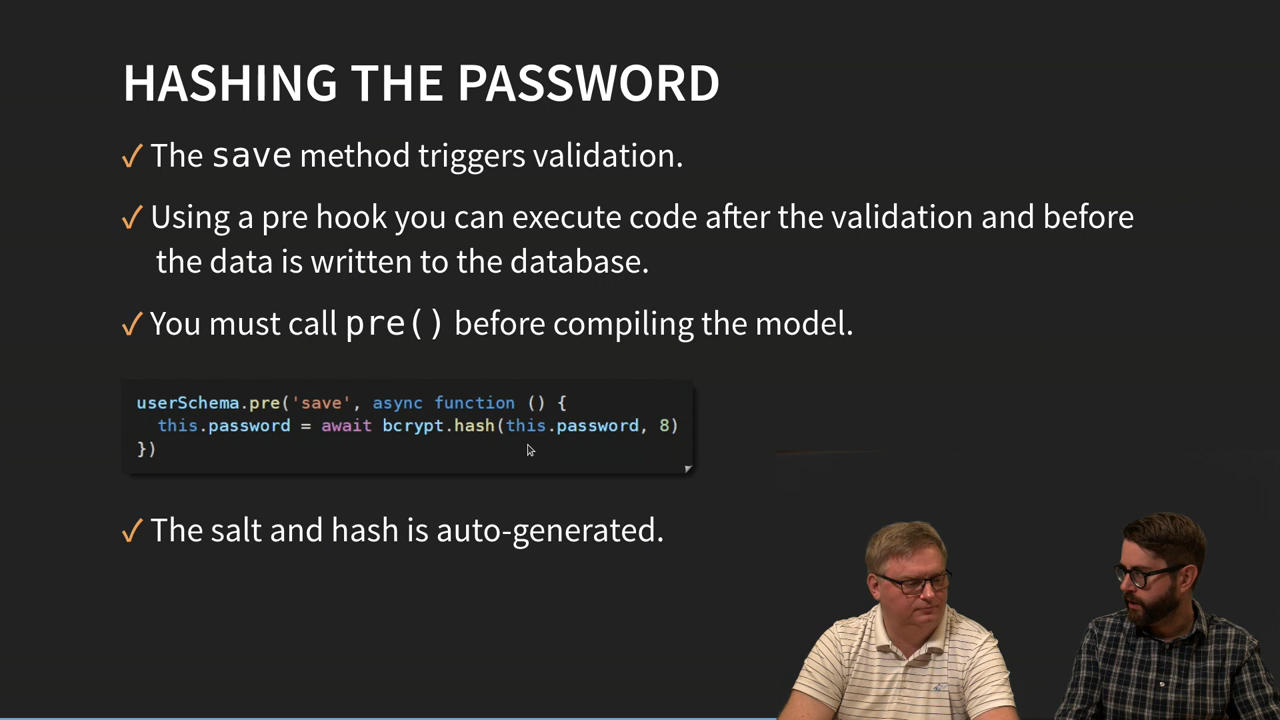 HASHING THE PASSWORD
✓ The save method triggers validation.
✓ Using a pre hook you can execute code after the validation and before
the data is written to the database.
✓ You must call pre() before compiling the model.
userSchema.pre('save', async function () {
  this.password = await bcrypt.hash(this.password, 8)
})
✓ The salt and hash is auto-generated.